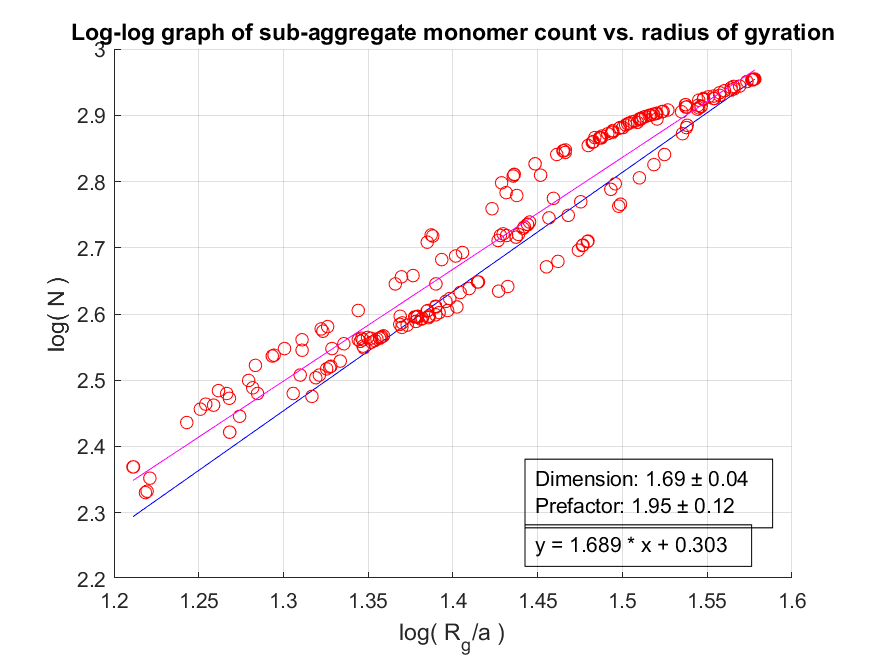 Log-log graph of sub-aggregate monomer count vs. radius of gyration
3
2.9
2.8
2.7
2.6
2.5
2.4
2.3
2.2
log( N )
Dimension: 1.69 ± 0.04
Prefactor: 1.95 ± 0.12
y = 1.689 * x + 0.303
1.2 1.25 1.3 1.35 1.4 1.45 1.5 1.55 1.6
log( R_g/a )